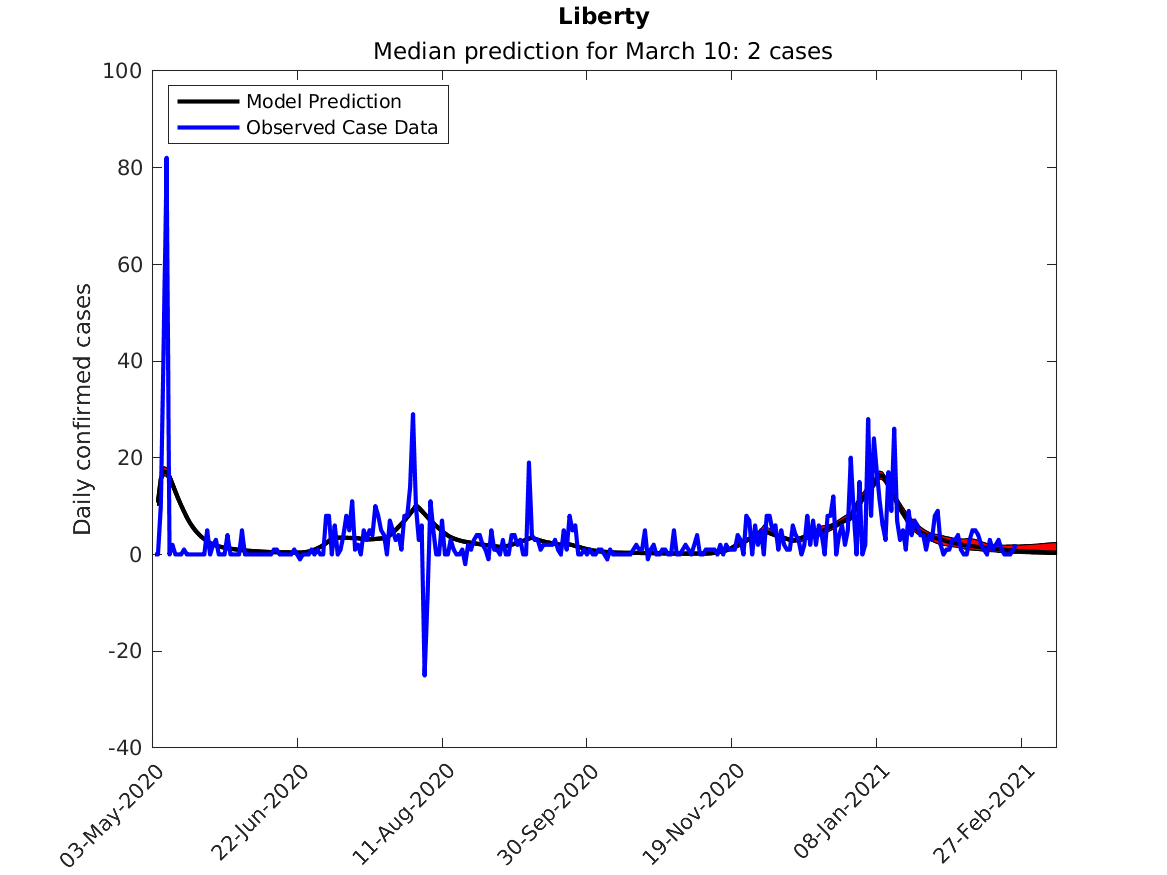 Liberty
Median prediction for March 10: 2 cases
Model Prediction
Observed Case Data
Daily confirmed cases
100
80
60
40
20
0
-20
-40
03-May-2020
22-Jun-2020
11-Aug-2020
30-Sep-2020
19-Nov-2020
08-Jan-2021
27-Feb-2021